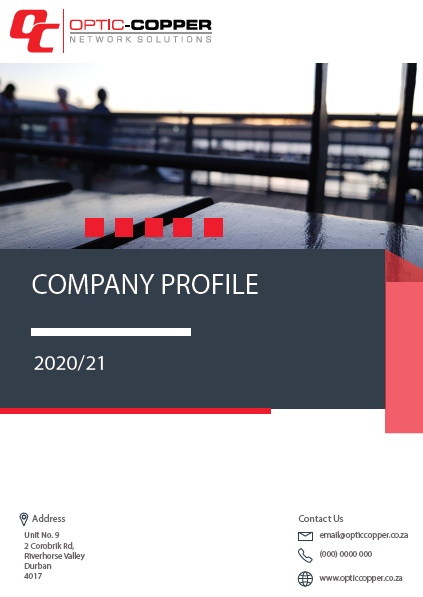 OC OPTIC-COPPER
NETWORK SOLUTIONS
COMPANY PROFILE
2020/21
Address
Unit No. 9
2 Corobrik Rd,
Riverhorse Valley
Durban
4017
Contact Us
email@opticcopper.co.za
(000) 0000 000
www.opticcopper.co.za